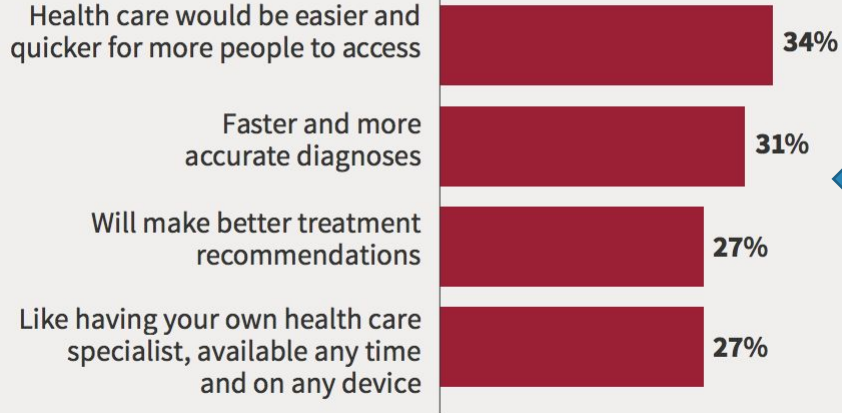 Health care would be easier and
quicker for more people to access
34%
Faster and more
accurate diagnoses
31%
Will make better treatment
recommendations
27%
Like having your own health care
specialist, available any time
and on any device
27%